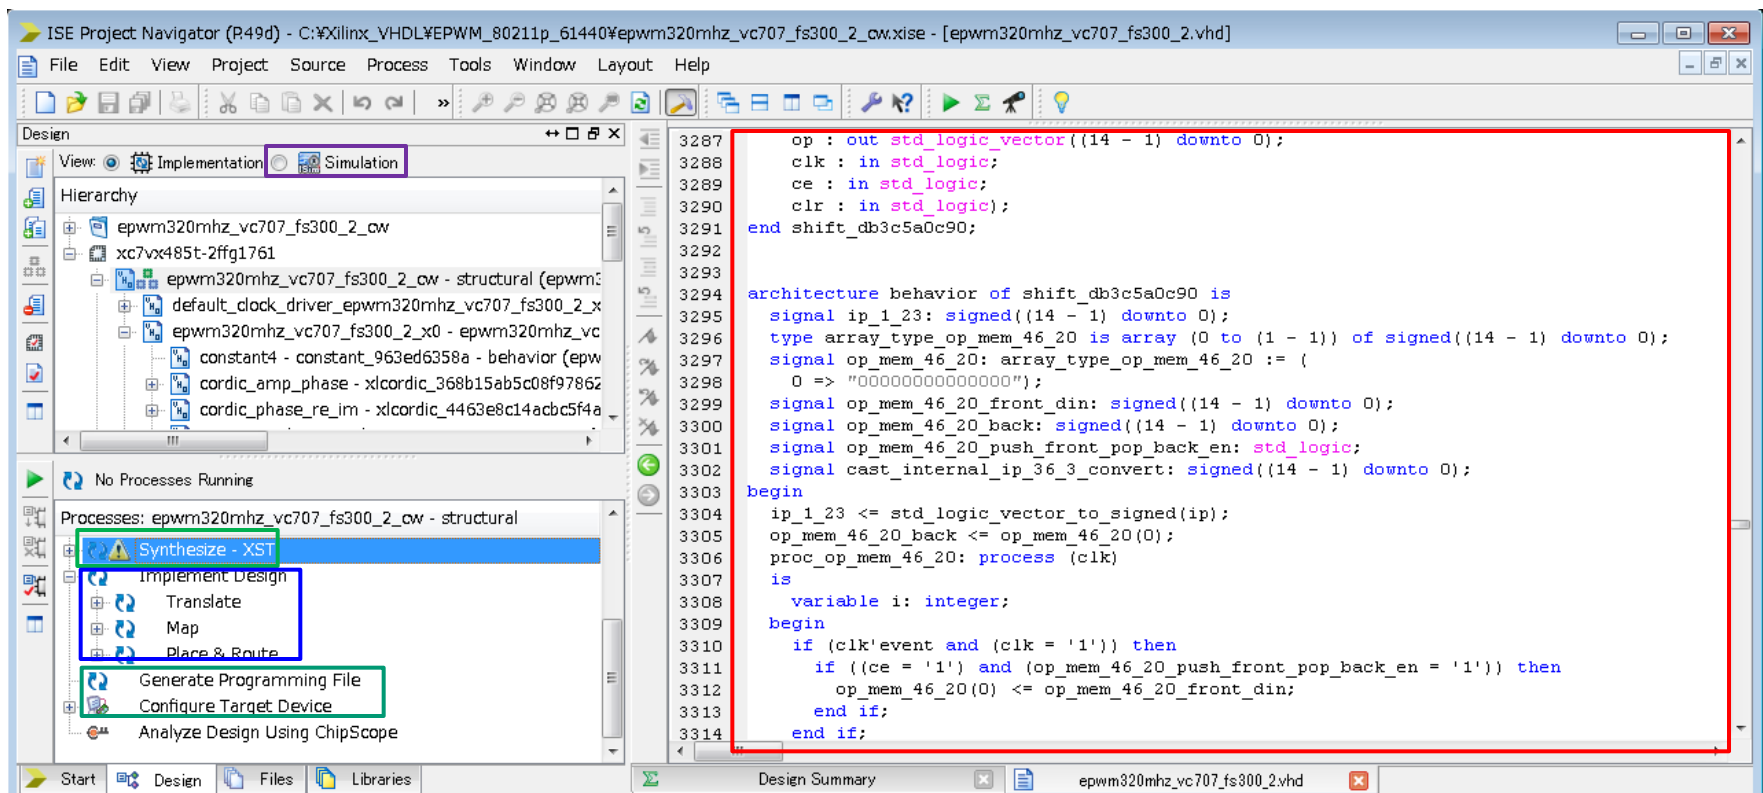 ISE Project Navigator (P.49d) - C:¥Xilinx_VHDL¥EPWM_80211p_61440¥epwm320mhz_vc707_fs300_2_cw.xise - [epwm320mhz_vc707_fs300_2.vhd]
File Edit View Project Source Process Tools Window Layout Help
Design
View: Implementation Simulation
Hierarchy
epwm320mhz_vc707_fs300_2_cw
xc7vx485t-2ffg1761
epwm320mhz_vc707_fs300_2_cw - structural (epwm3
default_clock_driver_epwm320mhz_vc707_fs300_2_x
epwm320mhz_vc707_fs300_2_x0 - epwm320mhz_vc
constant4 - constant_963ed6358a - behavior (epw
cordic_amp_phase - xlcordic_368b15ab5c08f97862
cordic_phase_re_im - xlcordic_4463e8c14acbc5f4a
No Processes Running
Processes: epwm320mhz_vc707_fs300_2_cw - structural
Synthesize - XST
Implement Design
Translate
Map
Place & Route
Generate Programming File
Configure Target Device
Analyze Design Using ChipScope
Start Design Files Libraries
3287 op : out std_logic_vector((14 - 1) downto 0);
3288 clk : in std_logic;
3289 ce : in std_logic;
3290 clr : in std_logic);
3291 end shift_db3c5a0c90;
3292
3293
3294 architecture behavior of shift_db3c5a0c90 is
3295 signal ip_1_23: signed((14 - 1) downto 0);
3296 type array_type_op_mem_46_20 is array (0 to (1 - 1)) of signed((14 - 1) downto 0);
3297 signal op_mem_46_20: array_type_op_mem_46_20 := (
3298 0 => "00000000000000");
3299 signal op_mem_46_20_front_din: signed((14 - 1) downto 0);
3300 signal op_mem_46_20_back: signed((14 - 1) downto 0);
3301 signal op_mem_46_20_push_front_pop_back_en: std_logic;
3302 signal cast_internal_ip_36_3_convert: signed((14 - 1) downto 0);
3303 begin
3304 ip_1_23 <= std_logic_vector_to_signed(ip);
3305 op_mem_46_20_back <= op_mem_46_20(0);
3306 proc_op_mem_46_20: process (clk)
3307 is
3308 variable i: integer;
3309 begin
3310 if (clk'event and (clk = '1')) then
3311 if ((ce = '1') and (op_mem_46_20_push_front_pop_back_en = '1')) then
3312 op_mem_46_20(0) <= op_mem_46_20_front_din;
3313 end if;
3314 end if;
Design Summary epwm320mhz_vc707_fs300_2.vhd